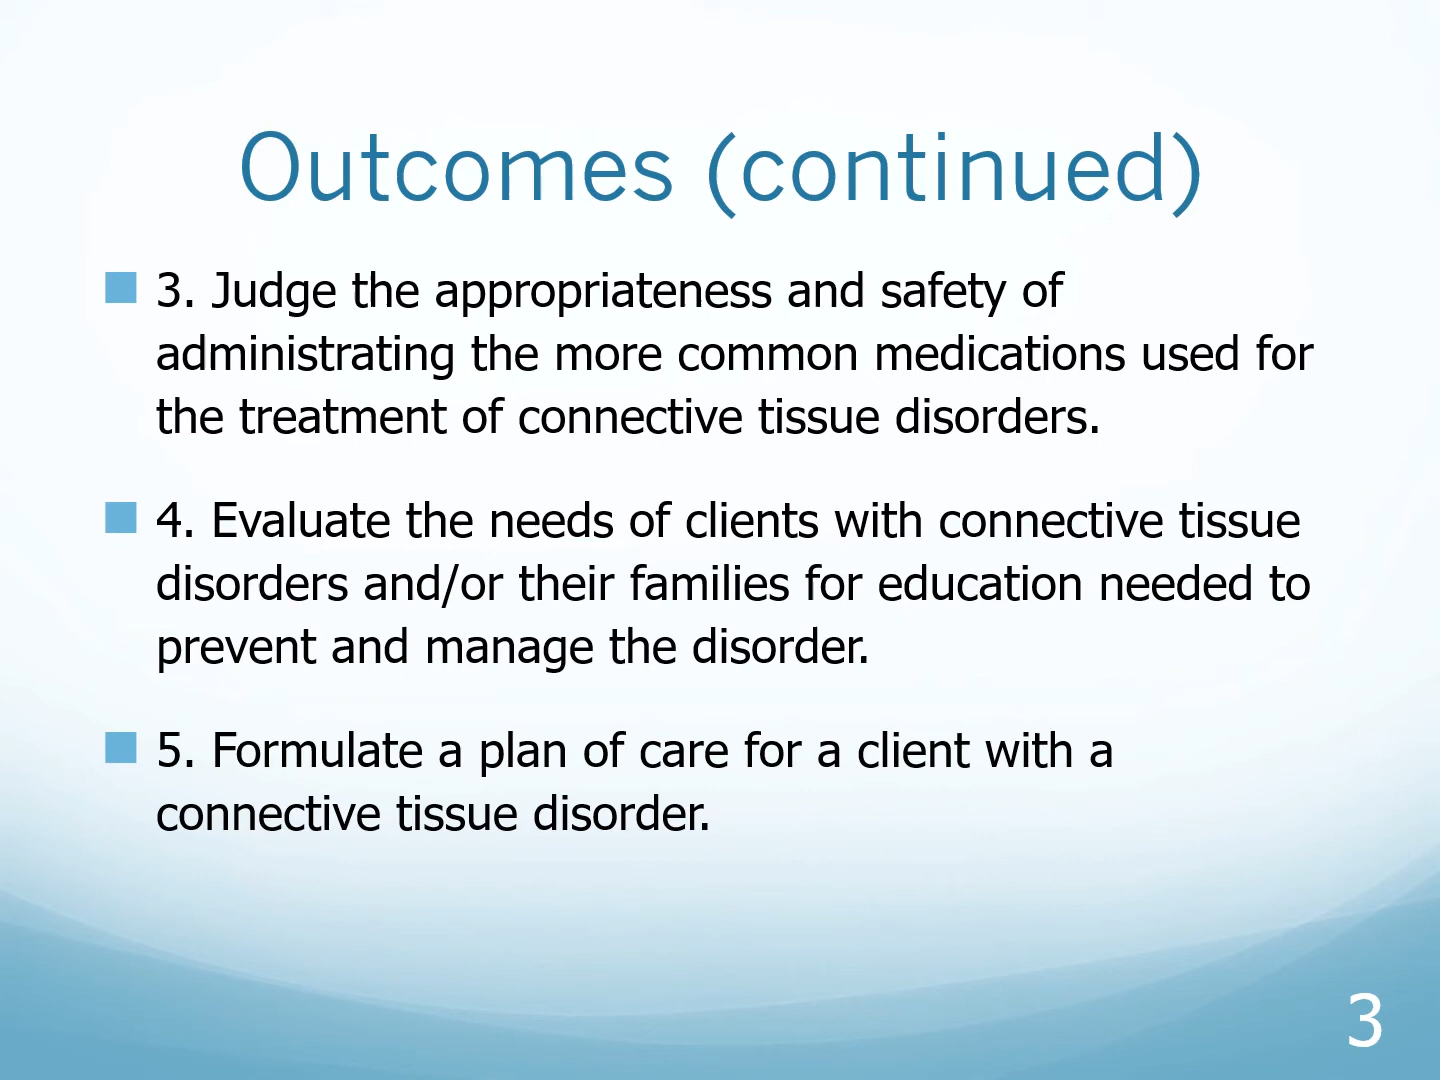 Outcomes (continued)
3. Judge the appropriateness and safety of
administrating the more common medications used for
the treatment of connective tissue disorders.
4. Evaluate the needs of clients with connective tissue
disorders and/or their families for education needed to
prevent and manage the disorder.
5. Formulate a plan of care for a client with a
connective tissue disorder.
3